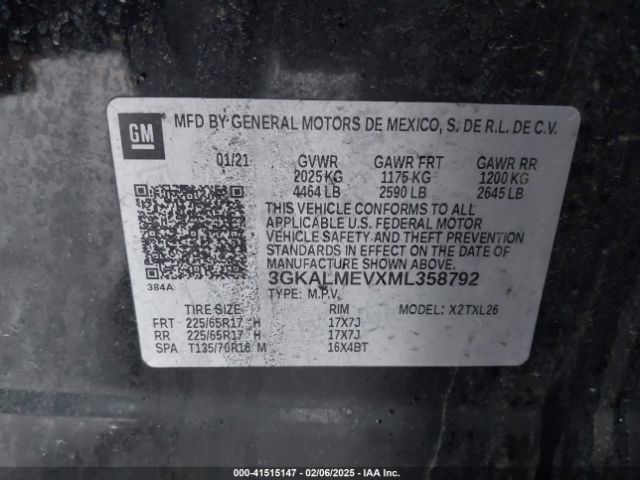 GM
MFD BY GENERAL MOTORS DE MEXICO, S. DE R.L. DE C.V.
01/21 GVWR GAWR FRT GAWR RR
2025 KG 1175 KG 1200 KG
4464 LB 2590 LB 2645 LB
THIS VEHICLE CONFORMS TO ALL
APPLICABLE U.S. FEDERAL MOTOR
VEHICLE SAFETY AND THEFT PREVENTION
STANDARDS IN EFFECT ON THE DATE
OF MANUFACTURE SHOWN ABOVE.
384A
3GKALMEVXML358792
TYPE: M.P.V. MODEL: X2TXL26
TIRE SIZE RIM
FRT 225/65R17 H 17X7J
RR 225/65R17 H 17X7J
SPA T135/70R16 M 16X4BT
000-41515147 - 02/06/2025 - IAA Inc.